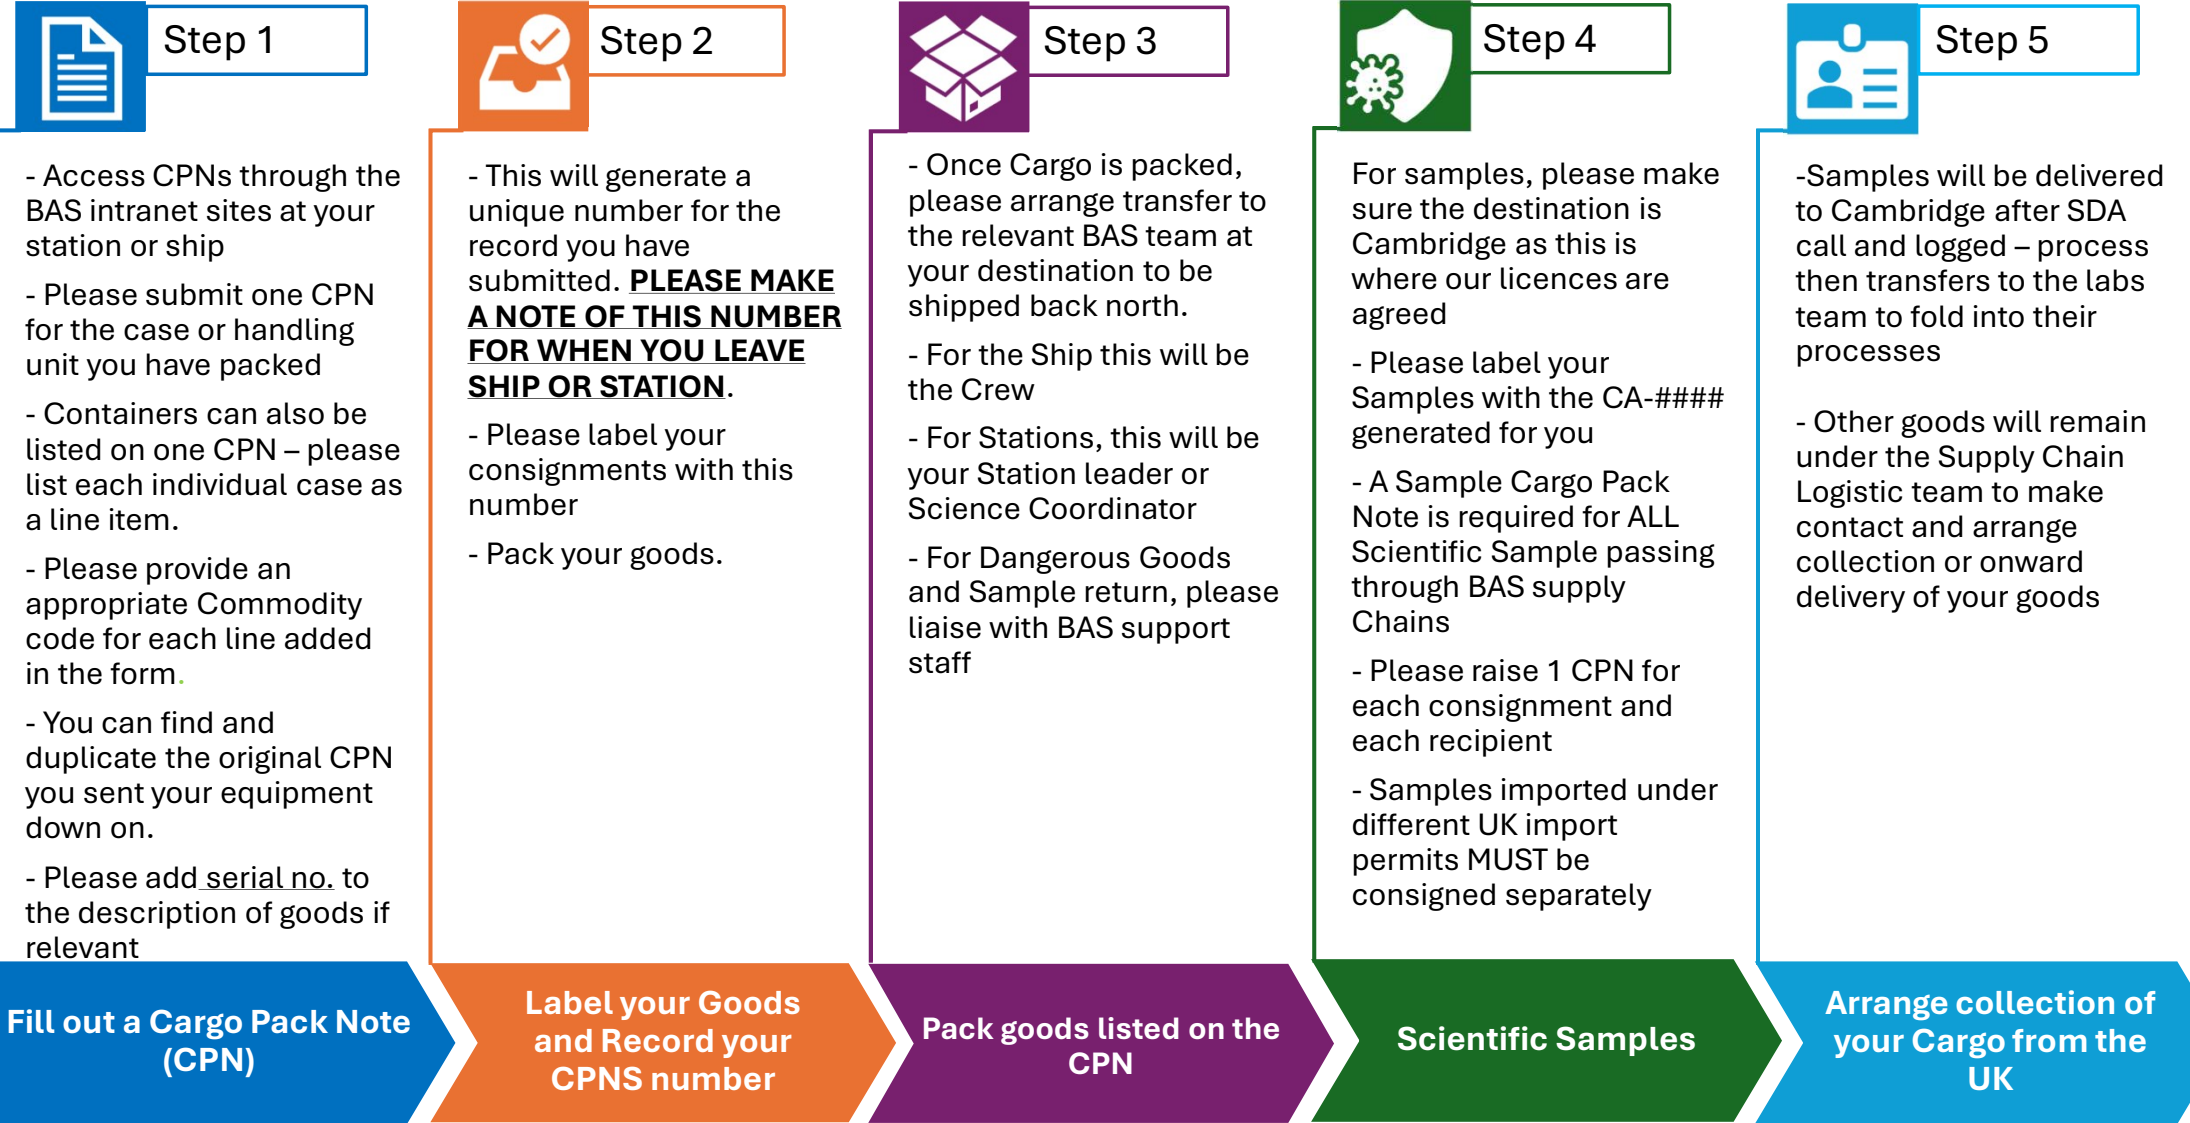 Step 1
- Access CPNs through the
BAS intranet sites at your
station or ship
- Please submit one CPN
for the case or handling
unit you have packed
- Containers can also be
listed on one CPN – please
list each individual case as
a line item.
- Please provide an
appropriate Commodity
code for each line added
in the form.
- You can find and
duplicate the original CPN
you sent your equipment
down on.
- Please add serial no. to
the description of goods if
relevant
Fill out a Cargo Pack Note
(CPN)
Step 2
- This will generate a
unique number for the
record you have
submitted. PLEASE MAKE
A NOTE OF THIS NUMBER
FOR WHEN YOU LEAVE
SHIP OR STATION.
- Please label your
consignments with this
number
- Pack your goods.
Label your Goods
and Record your
CPNS number
Step 3
- Once Cargo is packed,
please arrange transfer to
the relevant BAS team at
your destination to be
shipped back north.
- For the Ship this will be
the Crew
- For Stations, this will be
your Station leader or
Science Coordinator
- For Dangerous Goods
and Sample return, please
liaise with BAS support
staff
Pack goods listed on the
CPN
Step 4
For samples, please make
sure the destination is
Cambridge as this is
where our licences are
agreed
- Please label your
Samples with the CA-####
generated for you
- A Sample Cargo Pack
Note is required for ALL
Scientific Sample passing
through BAS supply
Chains
- Please raise 1 CPN for
each consignment and
each recipient
- Samples imported under
different UK import
permits MUST be
consigned separately
Scientific Samples
Step 5
-Samples will be delivered
to Cambridge after SDA
call and logged – process
then transfers to the labs
team to fold into their
processes
- Other goods will remain
under the Supply Chain
Logistic team to make
contact and arrange
collection or onward
delivery of your goods
Arrange collection of
your Cargo from the
UK